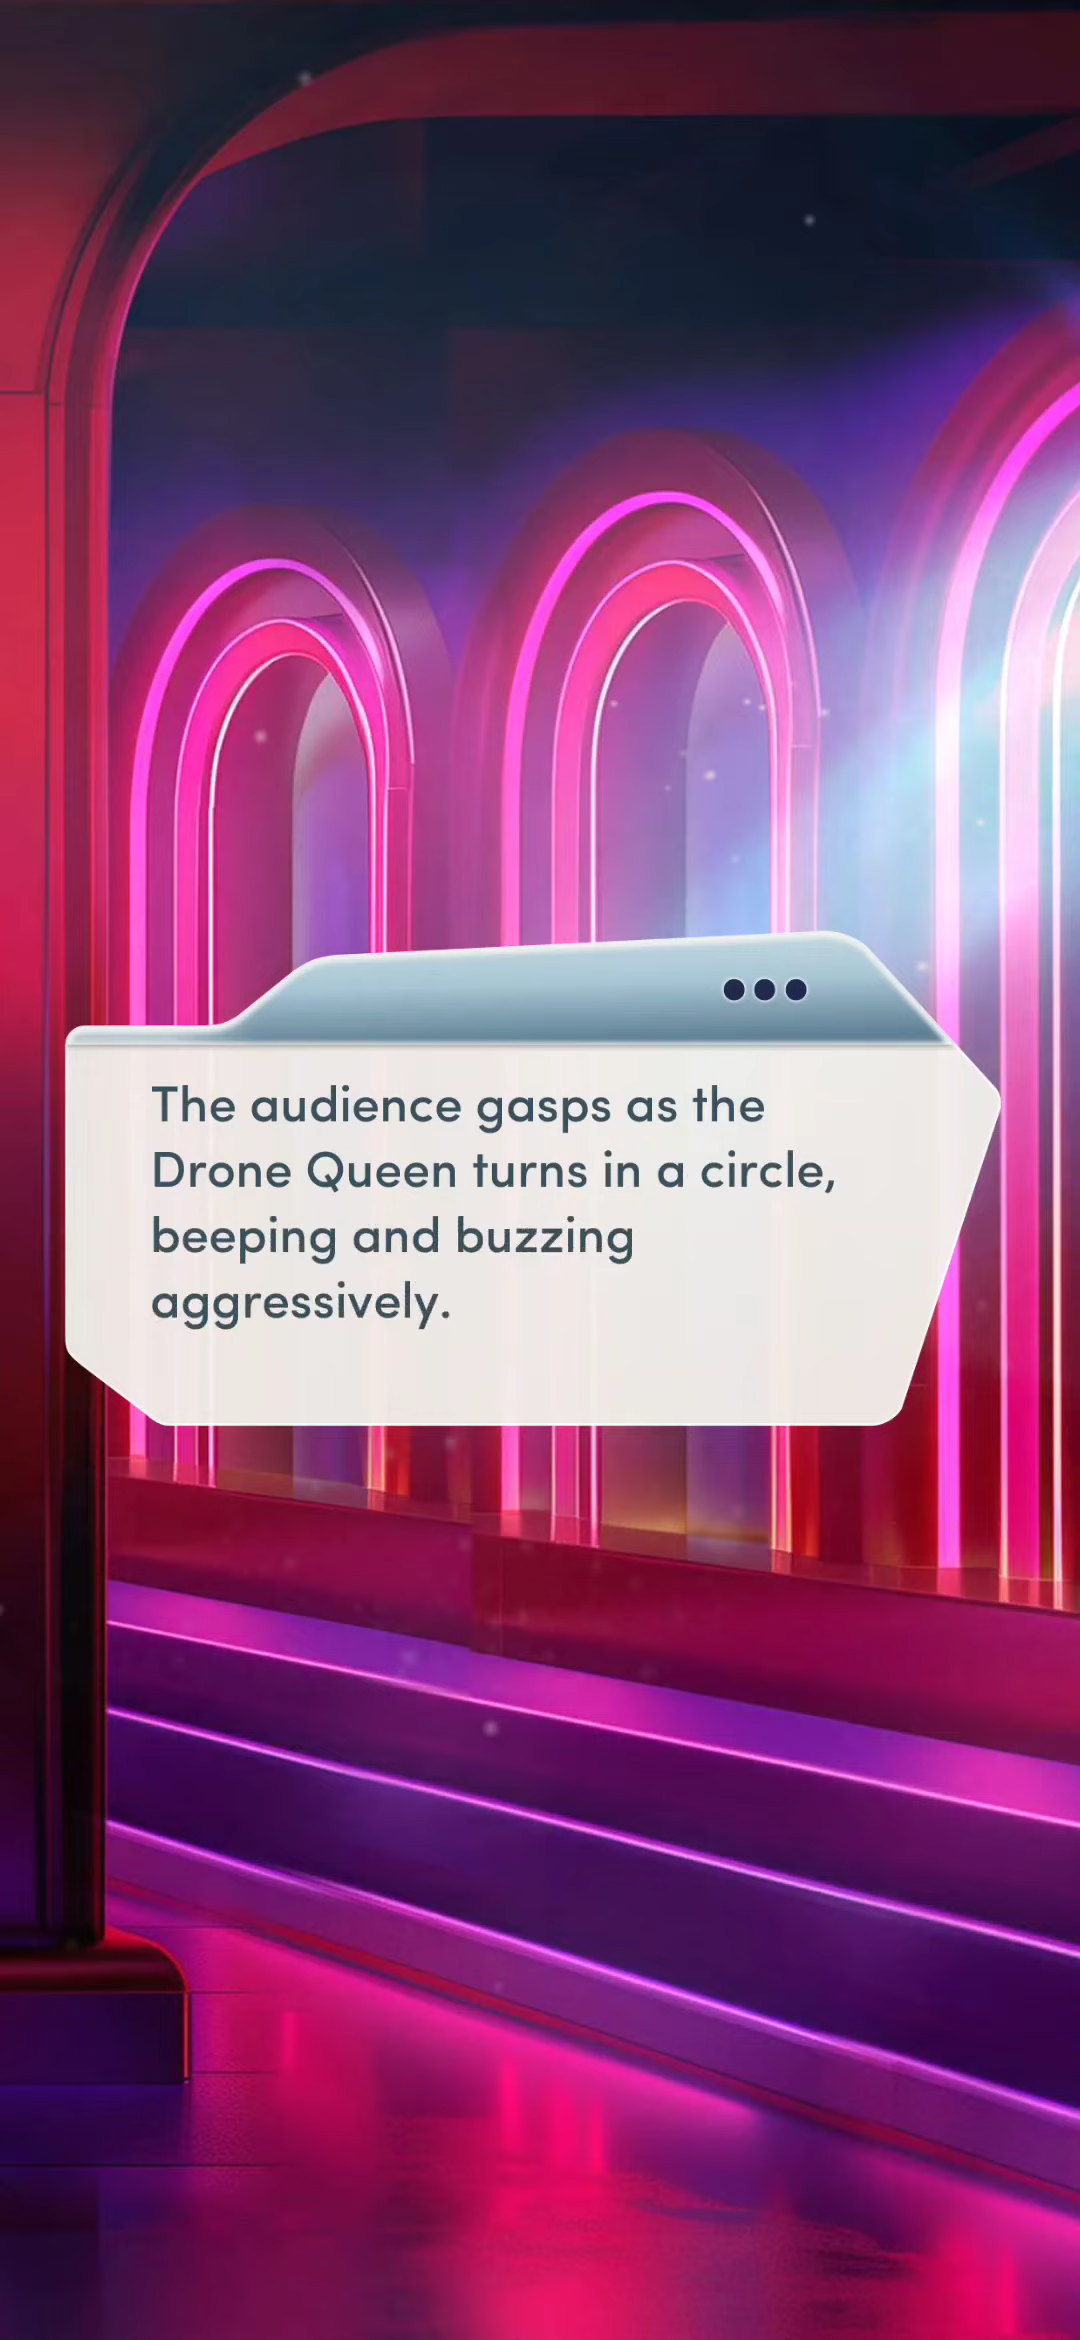 The audience gasps as the
Drone Queen turns in a circle,
beeping and buzzing
aggressively.